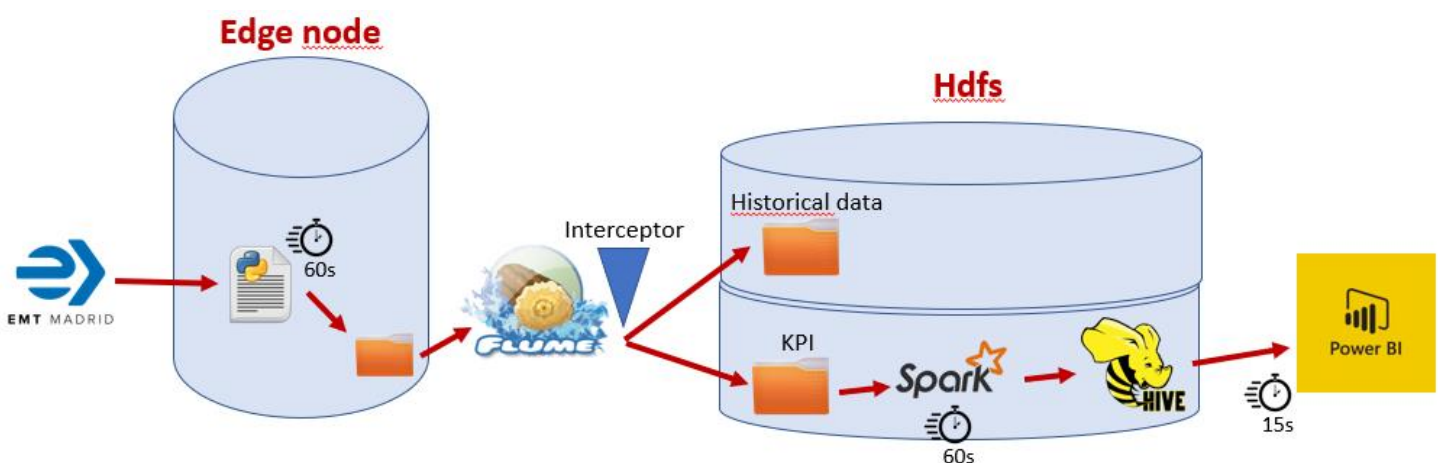 Edge node
Hdfs
Historical data
Interceptor
60s
EMT MADRID
FLUME
KPI
Spark
HIVE
Power BI
15s
60s